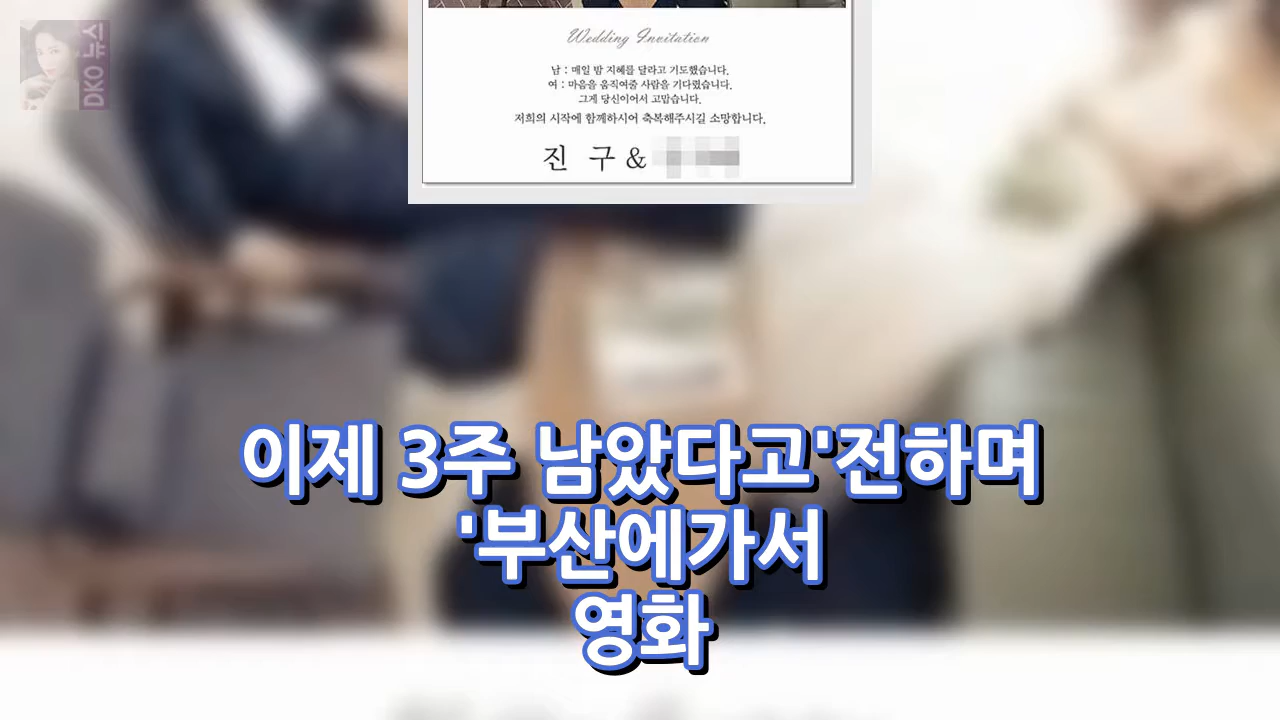 DKO 뉴스
Wedding Invitation
남 : 매일 밤 지혜를 달라고 기도했습니다.
여 : 마음을 움직여줄 사람을 기다렸습니다.
그게 당신이어서 고맙습니다.
저희의 시작에 함께하시어 축복해주시길 소망합니다.
진 구 &
이제 3주 남았다고'전하며
'부산에가서
영화